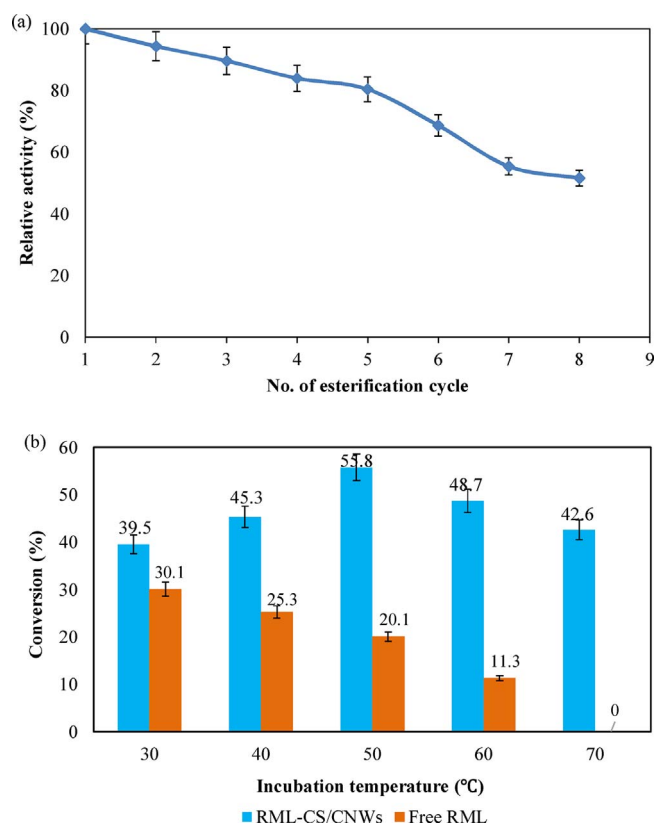 (a)
Relative activity (%)
100
80
60
40
20
0
1 2 3 4 5 6 7 8 9
No. of esterification cycle
(b)
Conversion (%)
60
50
40
30
20
10
0
39.5 30.1 45.3 25.3 55.8 20.1 48.7 11.3 42.6 0
30 40 50 60 70
Incubation temperature (℃)
RML-CS/CNWs Free RML